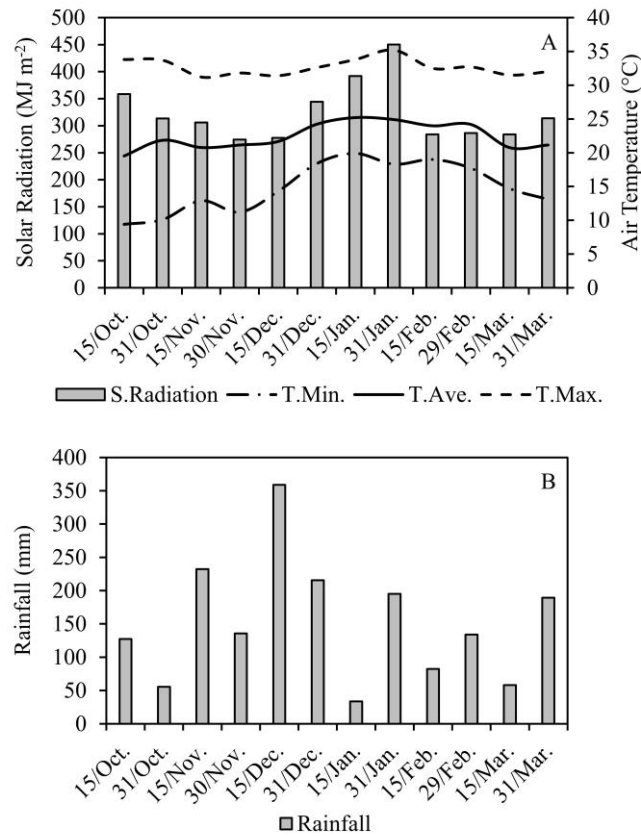 A
Solar Radiation (MJ m⁻²)
500
450
400
350
300
250
200
150
100
50
0
40
35
30
25
20
15
10
5
0
Air Temperature (°C)
15/Oct.
31/Oct.
15/Nov.
30/Nov.
15/Dec.
31/Dec.
15/Jan.
31/Jan.
15/Feb.
29/Feb.
15/Mar.
31/Mar.
S.Radiation T.Min. T.Ave. T.Max.
B
Rainfall (mm)
400
350
300
250
200
150
100
50
0
15/Oct.
31/Oct.
15/Nov.
30/Nov.
15/Dec.
31/Dec.
15/Jan.
31/Jan.
15/Feb.
29/Feb.
15/Mar.
31/Mar.
Rainfall